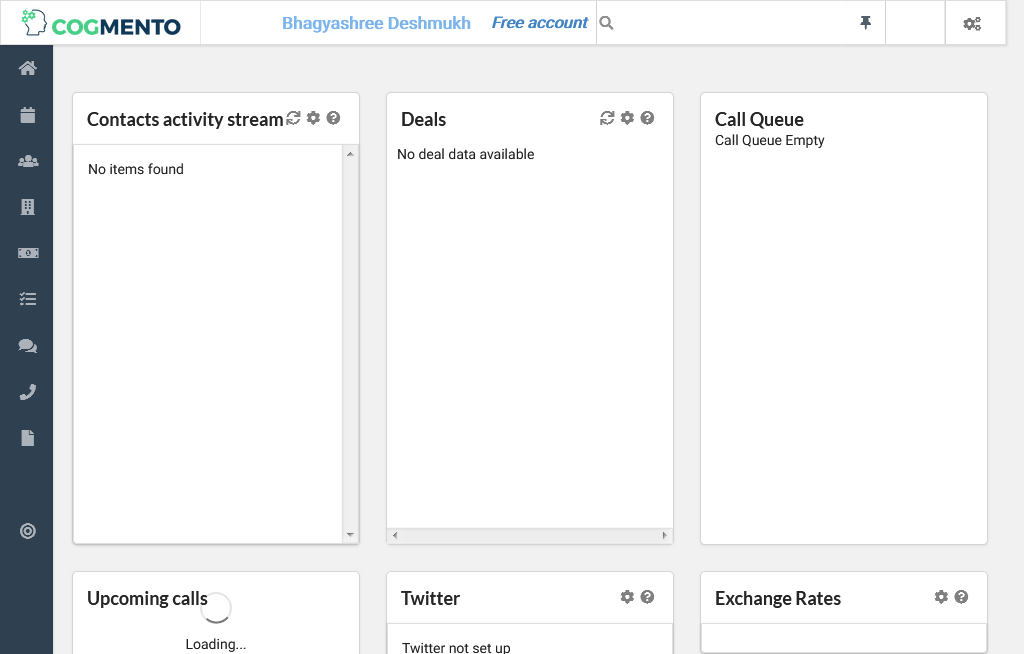 COGMENTO
Bhagyashree Deshmukh
Free account
Contacts activity stream
No items found
Deals
No deal data available
Call Queue
Call Queue Empty
Upcoming calls
Loading...
Twitter
Twitter not set up
Exchange Rates